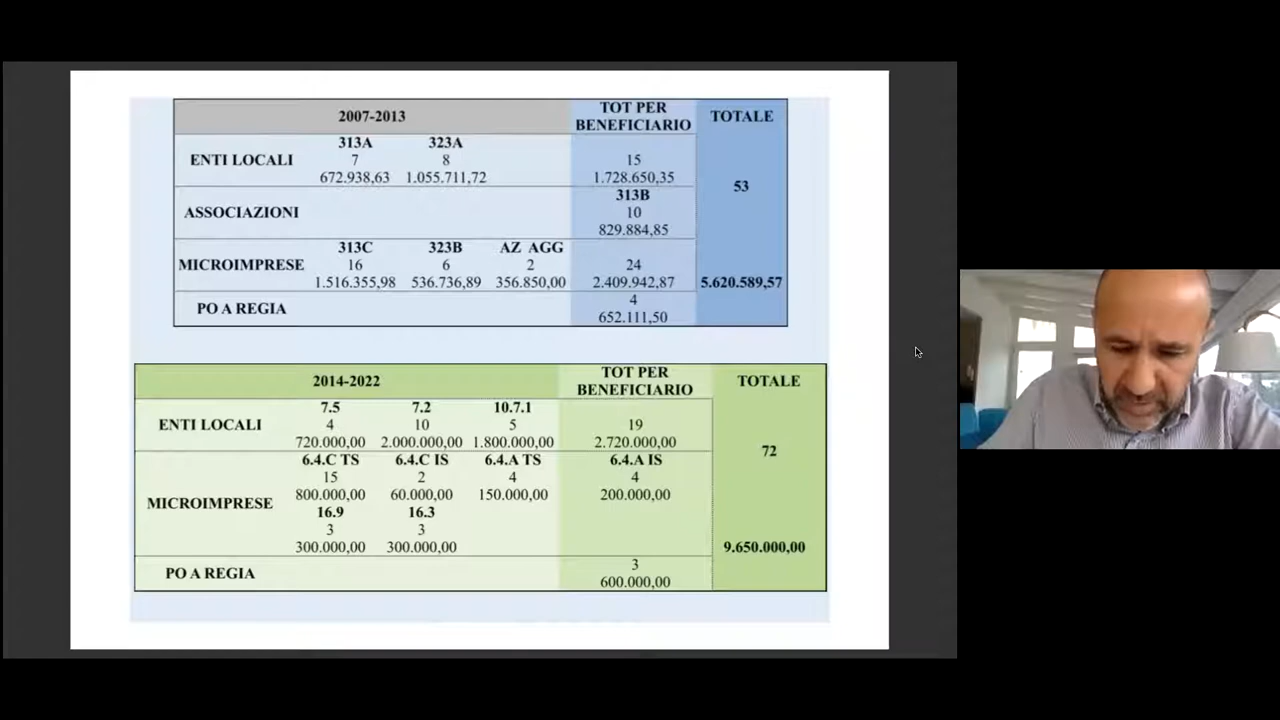 2007-2013 TOT PER BENEFICIARIO TOTALE
313A 323A
ENTI LOCALI 7 8 15
672.938,63 1.055.711,72 1.728.650,35
53
313B
ASSOCIAZIONI 10
829.884,85
313C 323B AZ AGG
MICROIMPRESE 16 6 2 24
1.516.355,98 536.736,89 356.850,00 2.409.942,87 5.620.589,57
4
PO A REGIA
652.111,50
2014-2022 TOT PER BENEFICIARIO TOTALE
7.5 7.2 10.7.1
ENTI LOCALI 4 10 5 19
720.000,00 2.000.000,00 1.800.000,00 2.720.000,00
72
6.4.C TS 6.4.C IS 6.4.A TS 6.4.A IS
15 2 4 4
800.000,00 60.000,00 150.000,00 200.000,00
MICROIMPRESE
16.9 16.3
3 3
300.000,00 300.000,00 9.650.000,00
3
PO A REGIA
600.000,00